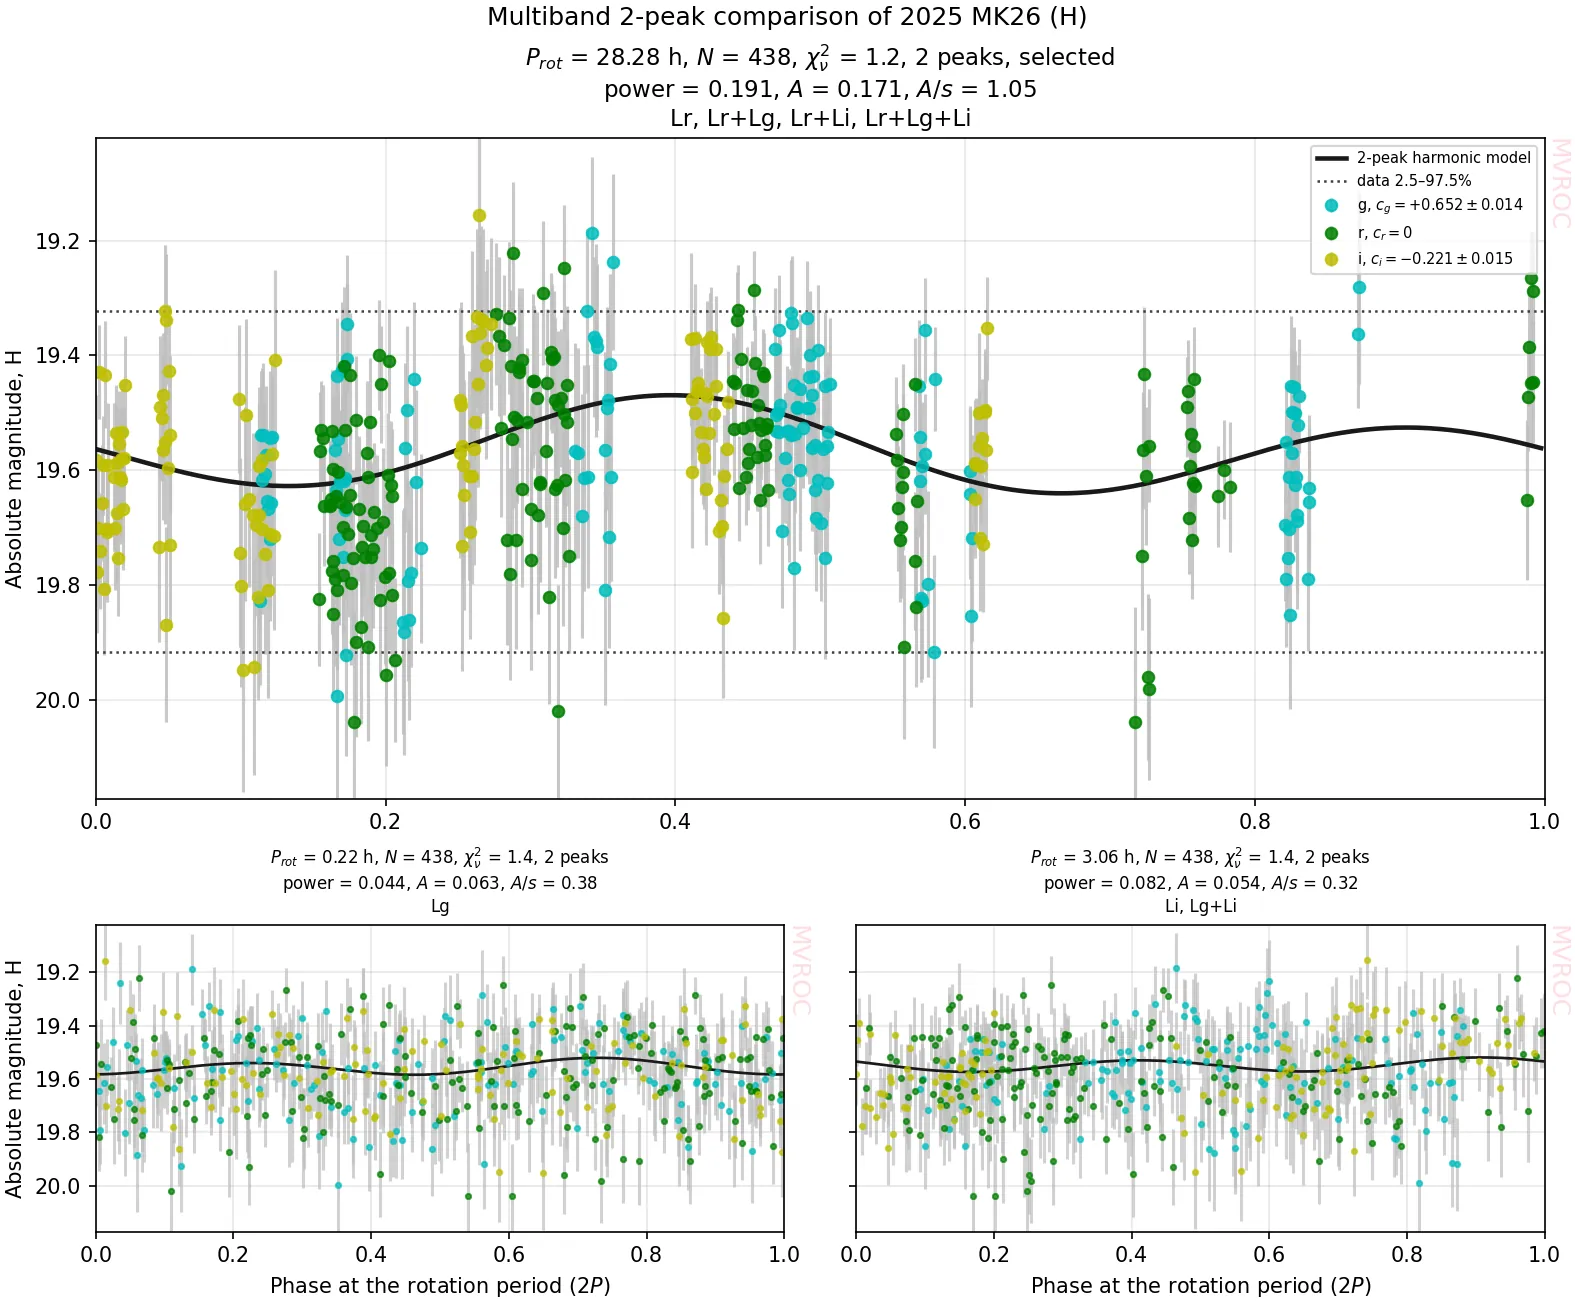 Multiband 2-peak comparison of 2025 MK26 (H)
P_rot = 28.28 h, N = 438, χ²_ν = 1.2, 2 peaks, selected
power = 0.191, A = 0.171, A/s = 1.05
Lr, Lr+Lg, Lr+Li, Lr+Lg+Li
2-peak harmonic model
data 2.5–97.5%
g, c_g = +0.652 ± 0.014
r, c_r = 0
i, c_i = −0.221 ± 0.015
MVROC
Absolute magnitude, H
19.2
19.4
19.6
19.8
20.0
0.0 0.2 0.4 0.6 0.8 1.0
P_rot = 0.22 h, N = 438, χ²_ν = 1.4, 2 peaks
power = 0.044, A = 0.063, A/s = 0.38
Lg
MVROC
Absolute magnitude, H
19.2
19.4
19.6
19.8
20.0
0.0 0.2 0.4 0.6 0.8 1.0
Phase at the rotation period (2P)
P_rot = 3.06 h, N = 438, χ²_ν = 1.4, 2 peaks
power = 0.082, A = 0.054, A/s = 0.32
Li, Lg+Li
MVROC
0.0 0.2 0.4 0.6 0.8 1.0
Phase at the rotation period (2P)